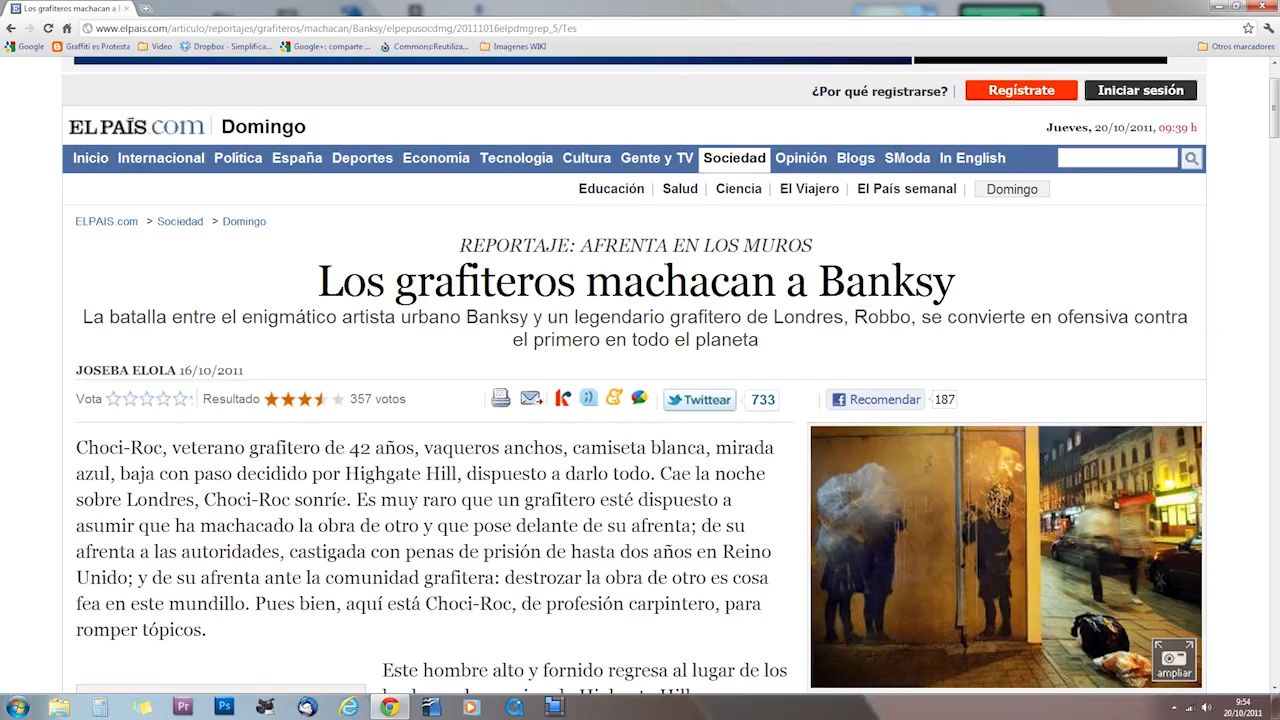 Los grafiteros machacan a B
www.elpais.com/articulo/reportajes/grafiteros/machacan/Banksy/elpepusocdmg/20111016elpdmgrep_5/Tes
Google Graffiti es Protesta Video Dropbox - Simplifica... Google+: comparte ... Commons:Reutiliza... Imagenes WIKI Otros marcadores
¿Por qué registrarse? | Regístrate Iniciar sesión
EL PAÍS.com Domingo Jueves, 20/10/2011, 09:39 h
Inicio Internacional Política España Deportes Economía Tecnología Cultura Gente y TV Sociedad Opinión Blogs SModa In English
Educación | Salud | Ciencia | El Viajero | El País semanal | Domingo
ELPAIS.com > Sociedad > Domingo
REPORTAJE: AFRENTA EN LOS MUROS
Los grafiteros machacan a Banksy
La batalla entre el enigmático artista urbano Banksy y un legendario grafitero de Londres, Robbo, se convierte en ofensiva contra
el primero en todo el planeta
JOSEBA ELOLA 16/10/2011
Vota Resultado 357 votos Twittear 733 Recomendar 187
Choci-Roc, veterano grafitero de 42 años, vaqueros anchos, camiseta blanca, mirada
azul, baja con paso decidido por Highgate Hill, dispuesto a darlo todo. Cae la noche
sobre Londres, Choci-Roc sonríe. Es muy raro que un grafitero esté dispuesto a
asumir que ha machacado la obra de otro y que pose delante de su afrenta; de su
afrenta a las autoridades, castigada con penas de prisión de hasta dos años en Reino
Unido; y de su afrenta ante la comunidad grafitera: destrozar la obra de otro es cosa
fea en este mundillo. Pues bien, aquí está Choci-Roc, de profesión carpintero, para
romper tópicos.
ampliar
Este hombre alto y fornido regresa al lugar de los
9:54
20/10/2011